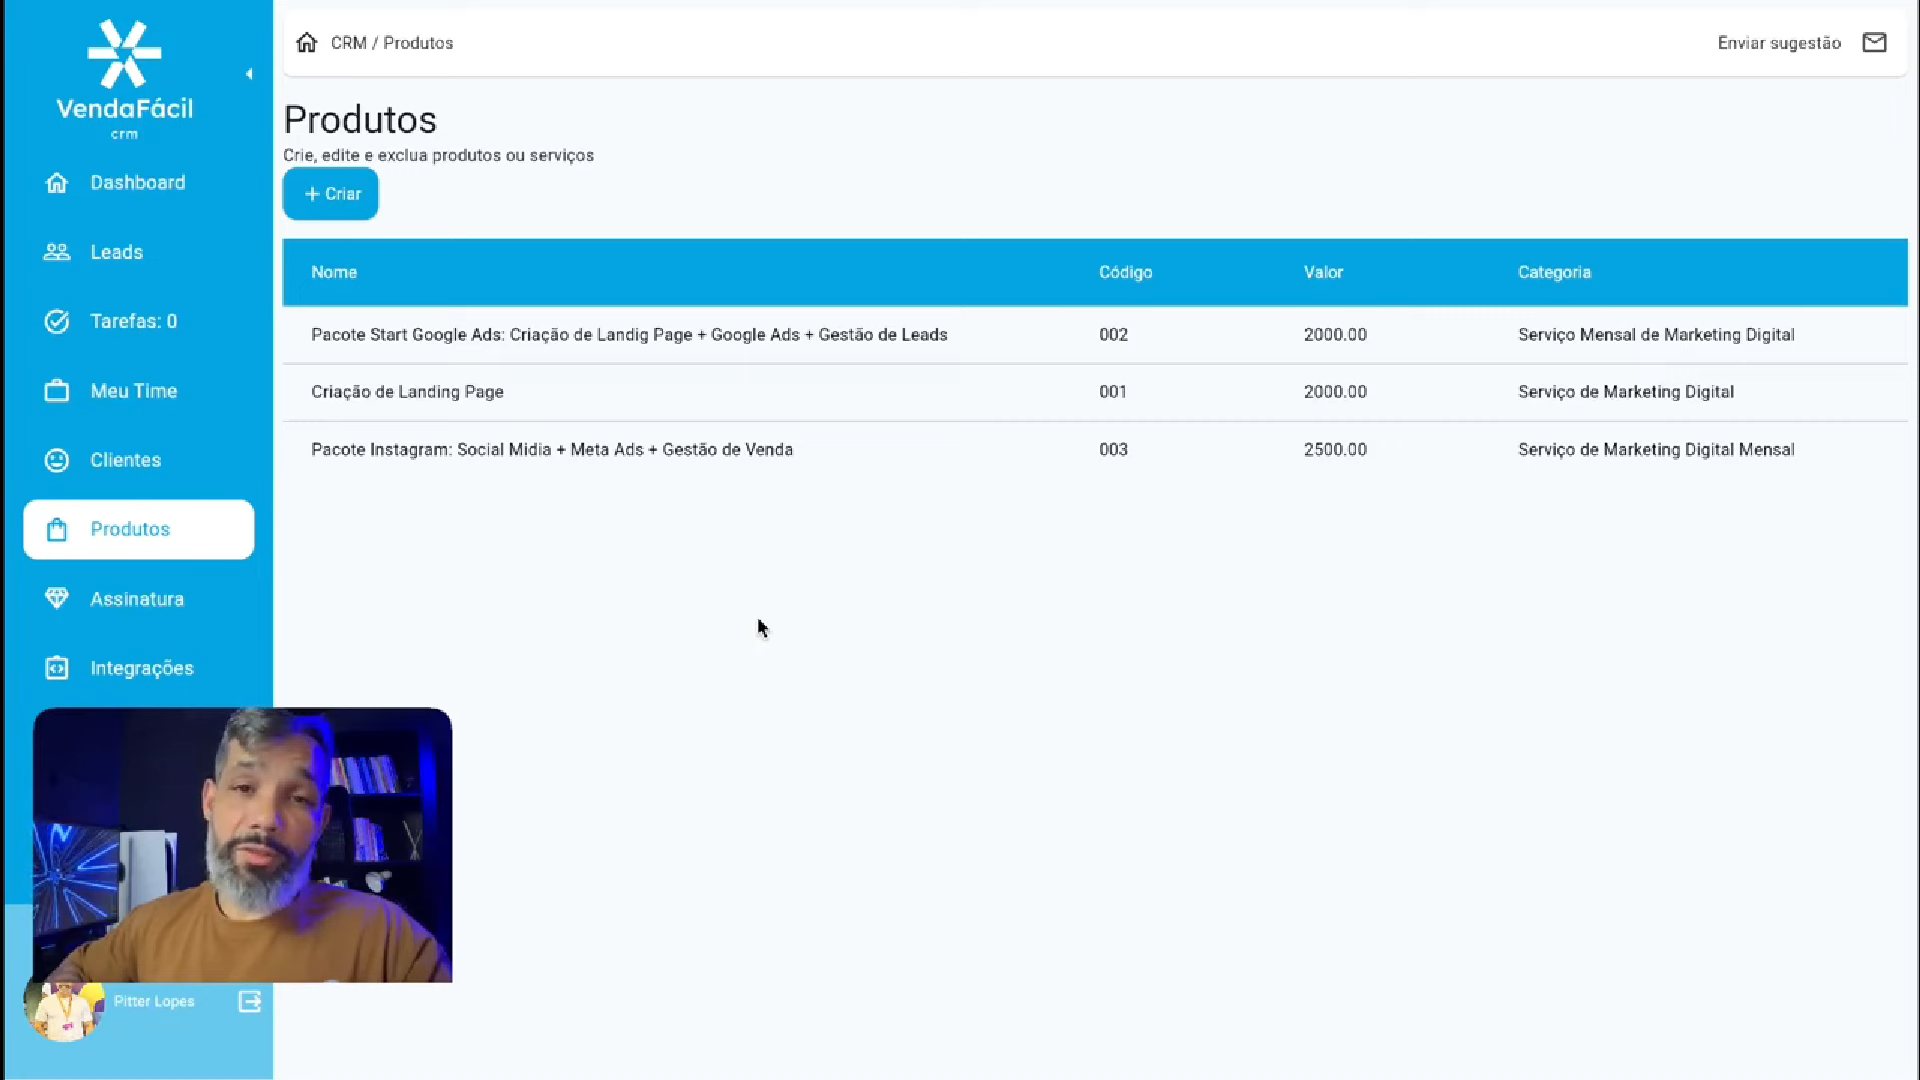 VendaFácil
crm
Dashboard
Leads
Tarefas: 0
Meu Time
Clientes
Produtos
Assinatura
Integrações
Pitter Lopes
CRM / Produtos
Enviar sugestão
Produtos
Crie, edite e exclua produtos ou serviços
+ Criar
Nome Código Valor Categoria
Pacote Start Google Ads: Criação de Landig Page + Google Ads + Gestão de Leads 002 2000.00 Serviço Mensal de Marketing Digital
Criação de Landing Page 001 2000.00 Serviço de Marketing Digital
Pacote Instagram: Social Midia + Meta Ads + Gestão de Venda 003 2500.00 Serviço de Marketing Digital Mensal